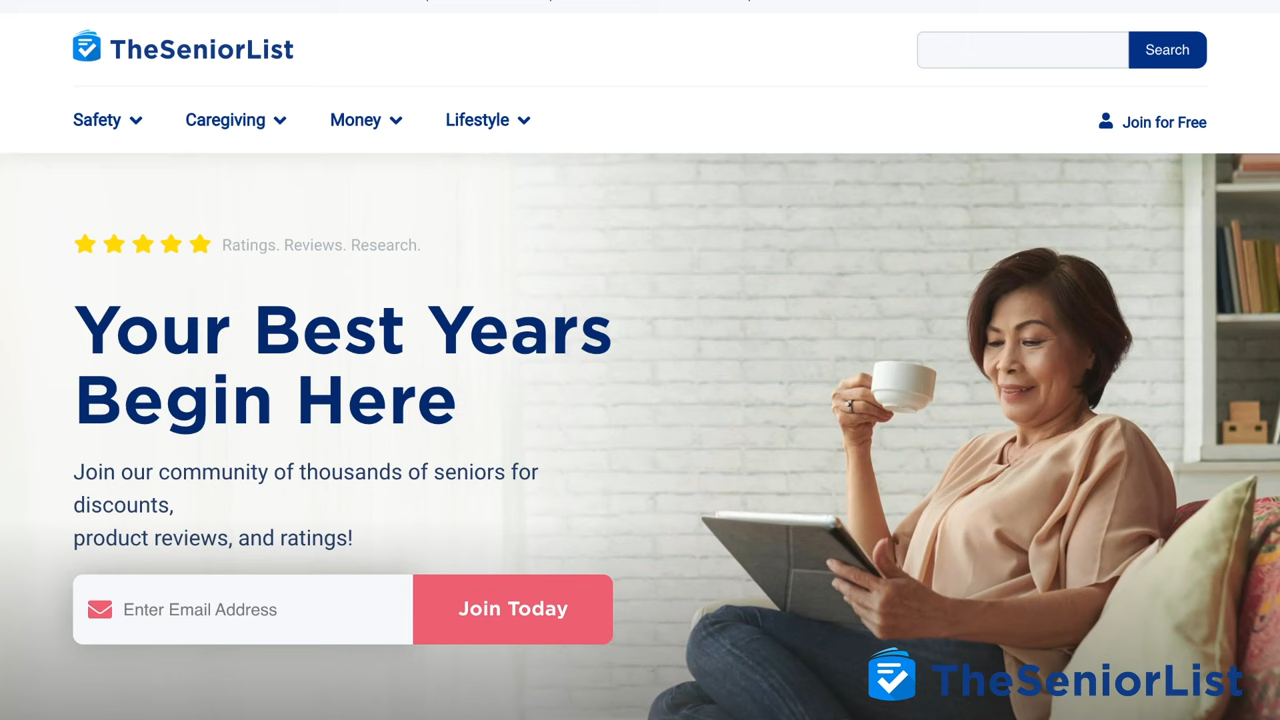 TheSeniorList
Search
Safety
Caregiving
Money
Lifestyle
Join for Free
Ratings. Reviews. Research.
Your Best Years
Begin Here
Join our community of thousands of seniors for
discounts,
product reviews, and ratings!
Enter Email Address
Join Today
TheSeniorList